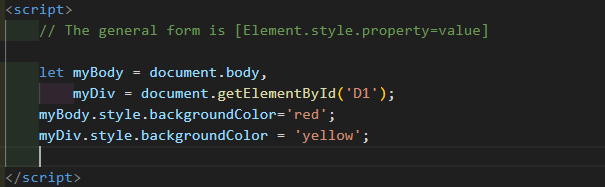 <script>
// The general form is [Element.style.property=value]
let myBody = document.body,
myDiv = document.getElementById('D1');
myBody.style.backgroundColor='red';
myDiv.style.backgroundColor = 'yellow';
</script>